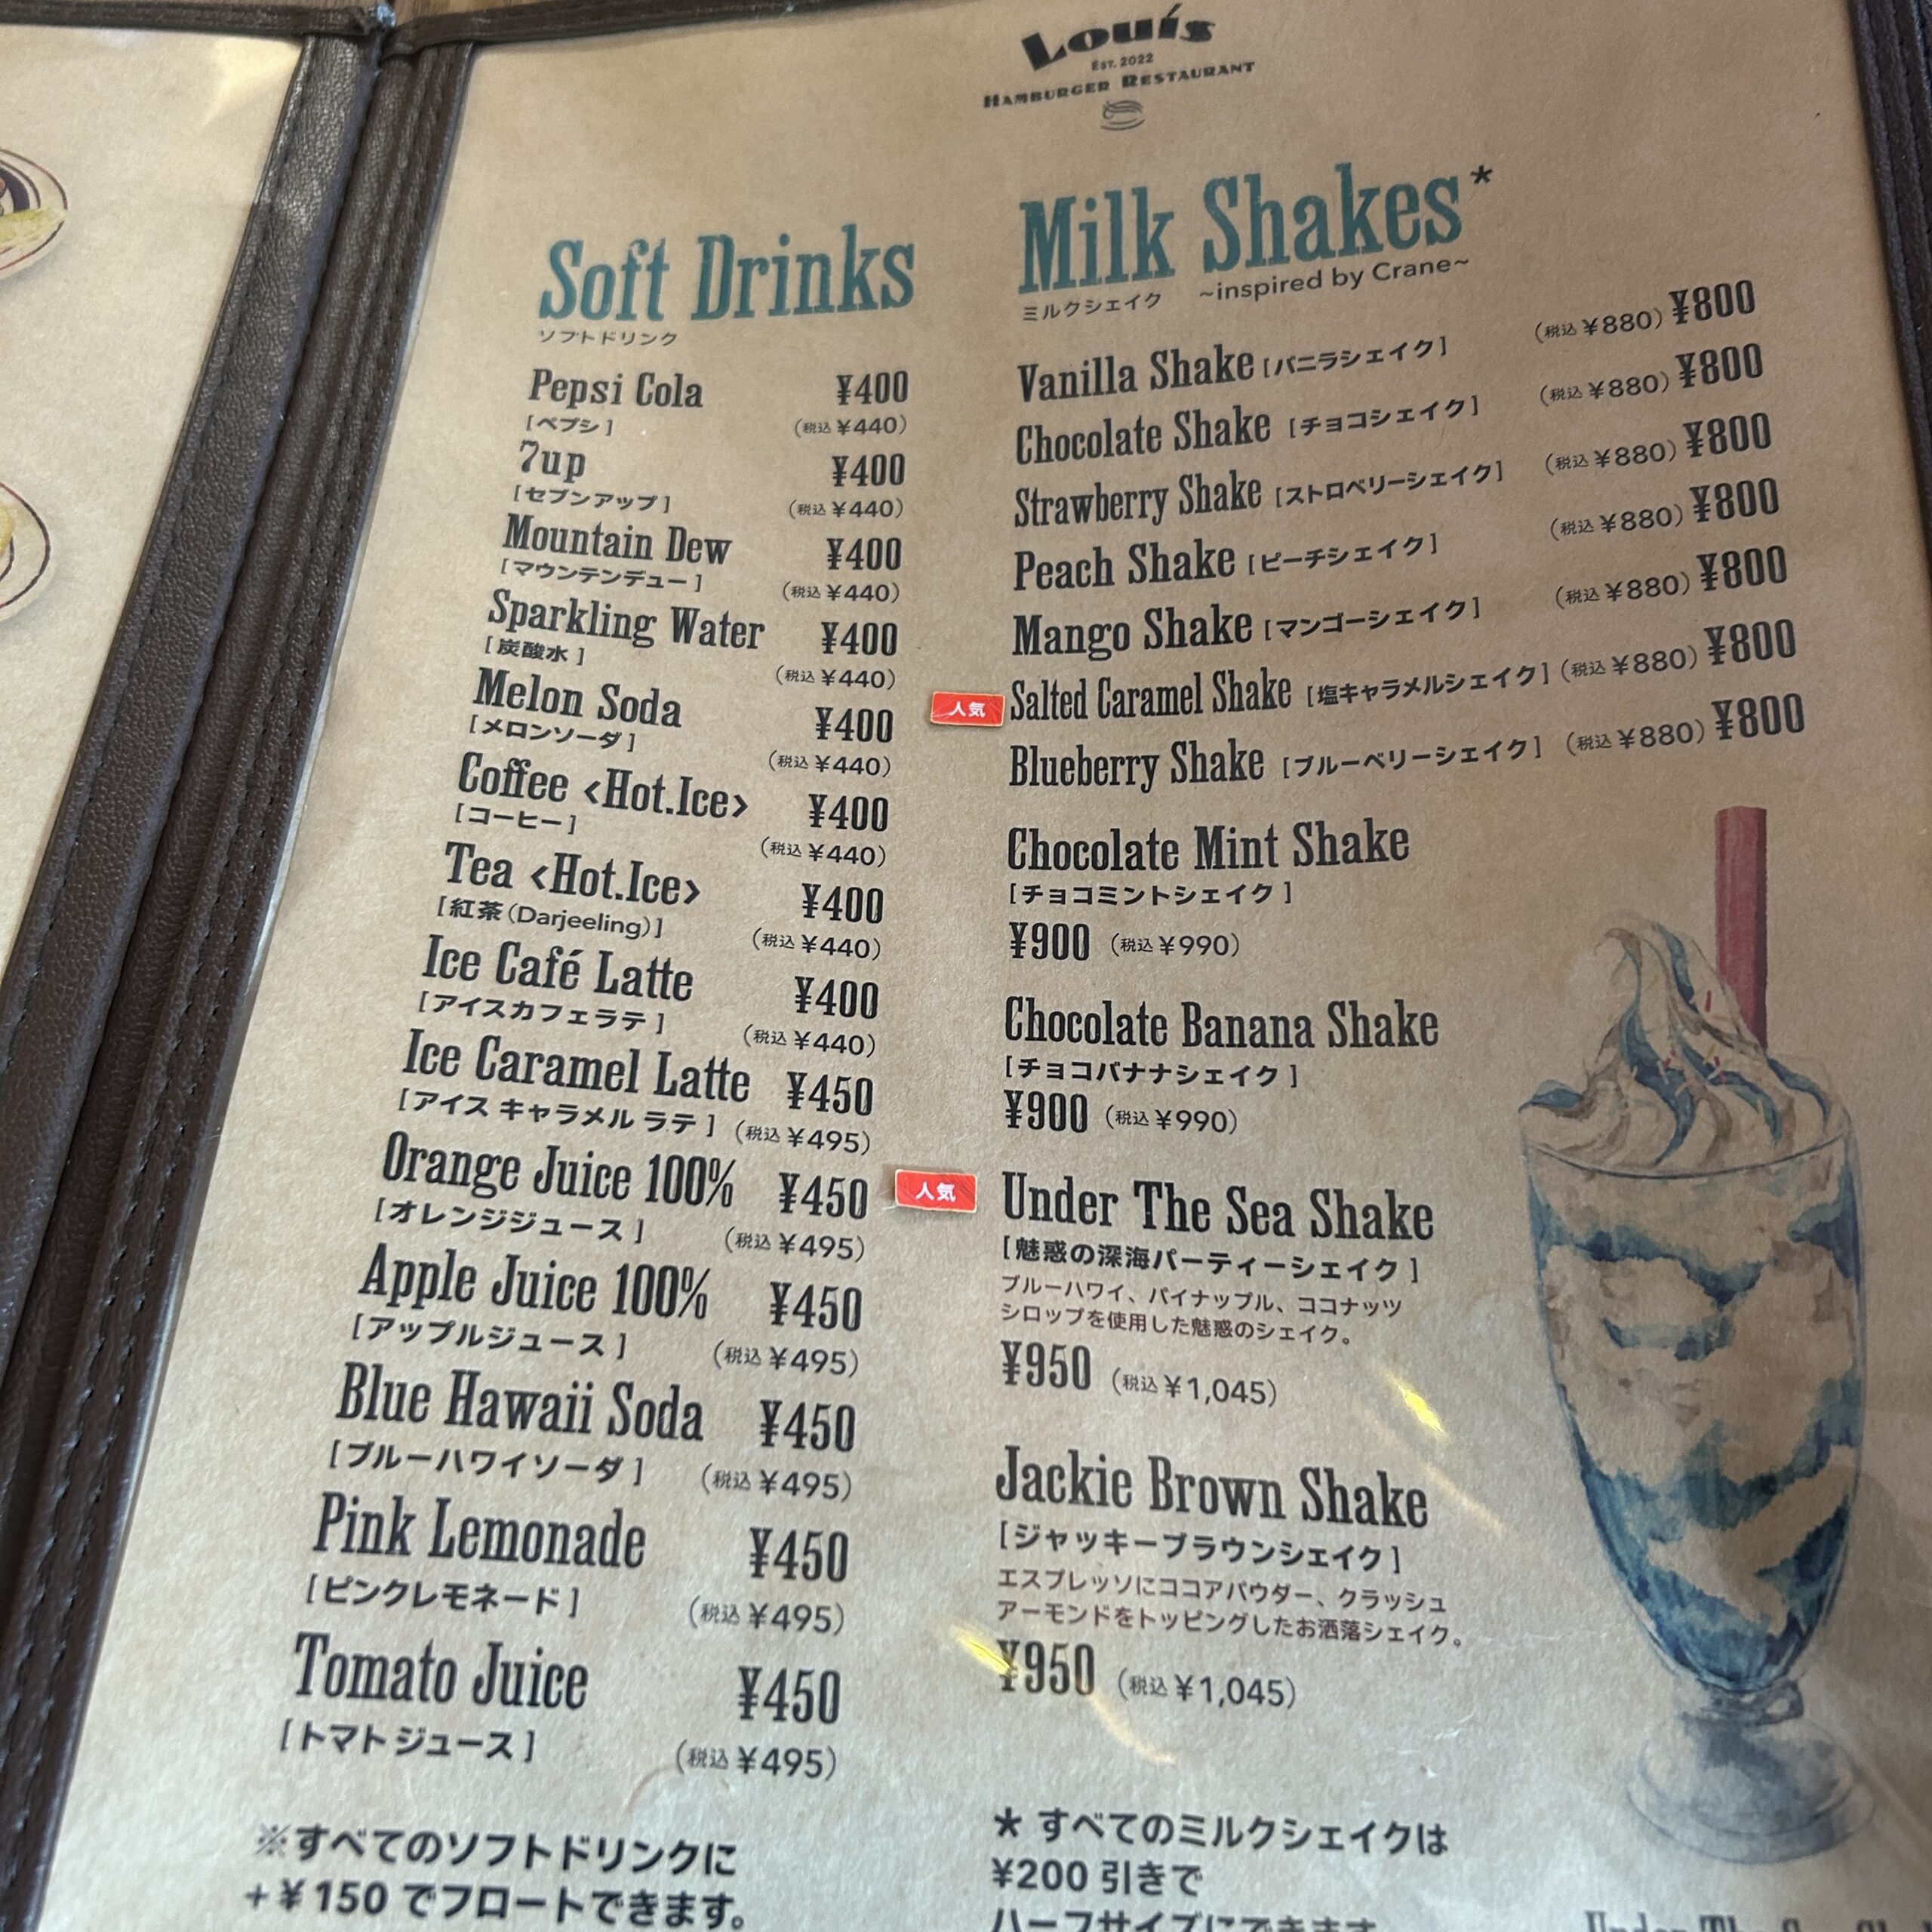 Louis
EST. 2022
HAMBURGER RESTAURANT
Soft Drinks
ソフトドリンク
Pepsi Cola ¥400
[ペプシ] (税込 ¥440)
7up ¥400
[セブンアップ] (税込 ¥440)
Mountain Dew ¥400
[マウンテンデュー] (税込 ¥440)
Sparkling Water ¥400
[炭酸水] (税込 ¥440)
Melon Soda ¥400
[メロンソーダ] (税込 ¥440)
Coffee <Hot.Ice> ¥400
[コーヒー] (税込 ¥440)
Tea <Hot.Ice> ¥400
[紅茶(Darjeeling)] (税込 ¥440)
Ice Café Latte ¥400
[アイスカフェラテ] (税込 ¥440)
Ice Caramel Latte ¥450
[アイス キャラメル ラテ] (税込 ¥495)
Orange Juice 100% ¥450
[オレンジジュース] (税込 ¥495)
Apple Juice 100% ¥450
[アップルジュース] (税込 ¥495)
Blue Hawaii Soda ¥450
[ブルーハワイソーダ] (税込 ¥495)
Pink Lemonade ¥450
[ピンクレモネード] (税込 ¥495)
Tomato Juice ¥450
[トマトジュース] (税込 ¥495)
※すべてのソフトドリンクに
+¥150 でフロートできます。
Milk Shakes*
ミルクシェイク ~inspired by Crane~
Vanilla Shake [バニラシェイク] (税込 ¥880) ¥800
Chocolate Shake [チョコシェイク] (税込 ¥880) ¥800
Strawberry Shake [ストロベリーシェイク] (税込 ¥880) ¥800
Peach Shake [ピーチシェイク] (税込 ¥880) ¥800
Mango Shake [マンゴーシェイク] (税込 ¥880) ¥800
人気 Salted Caramel Shake [塩キャラメルシェイク] (税込 ¥880) ¥800
Blueberry Shake [ブルーベリーシェイク] (税込 ¥880) ¥800
Chocolate Mint Shake
[チョコミントシェイク]
¥900 (税込 ¥990)
Chocolate Banana Shake
[チョコバナナシェイク]
¥900 (税込 ¥990)
人気 Under The Sea Shake
[魅惑の深海パーティーシェイク]
ブルーハワイ、パイナップル、ココナッツ
シロップを使用した魅惑のシェイク。
¥950 (税込 ¥1,045)
Jackie Brown Shake
[ジャッキーブラウンシェイク]
エスプレッソにココアパウダー、クラッシュ
アーモンドをトッピングしたお洒落シェイク。
¥950 (税込 ¥1,045)
* すべてのミルクシェイクは
¥200 引きで
ハーフサイズにできます
Under The Sea